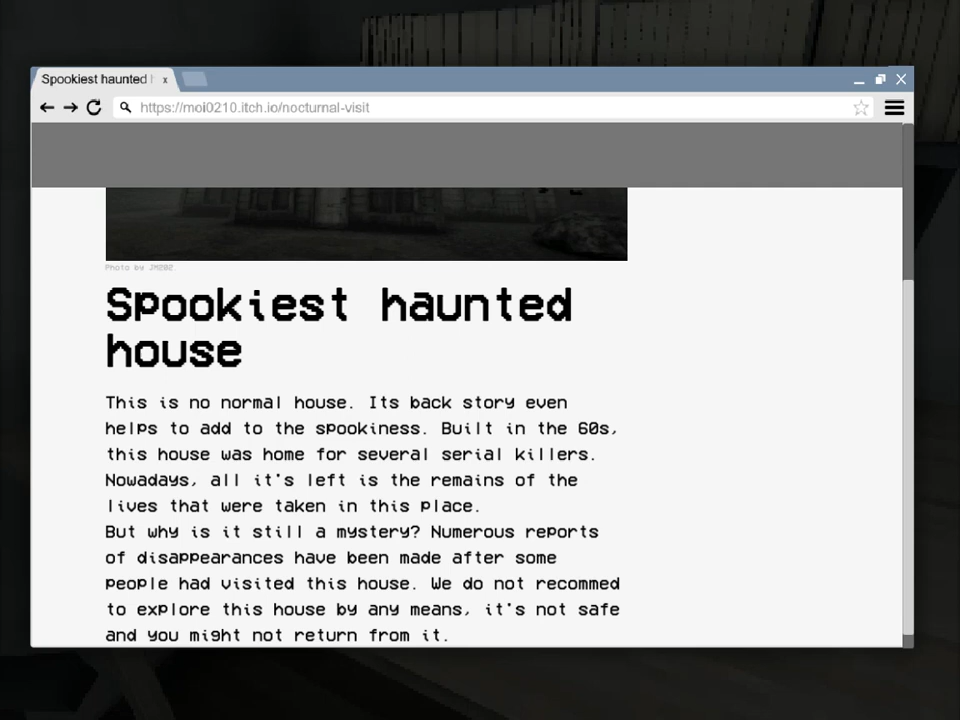 Spookiest haunted
https://moi0210.itch.io/nocturnal-visit
Photo by JM202.
Spookiest haunted
house
This is no normal house. Its back story even
helps to add to the spookiness. Built in the 60s,
this house was home for several serial killers.
Nowadays, all it's left is the remains of the
lives that were taken in this place.
But why is it still a mystery? Numerous reports
of disappearances have been made after some
people had visited this house. We do not recommed
to explore this house by any means, it's not safe
and you might not return from it.